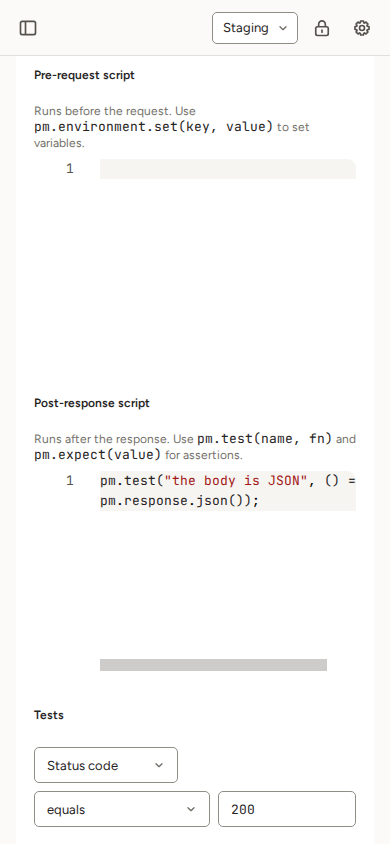 Staging
Pre-request script
Runs before the request. Use
pm.environment.set(key, value) to set
variables.
1
Post-response script
Runs after the response. Use pm.test(name, fn) and
pm.expect(value) for assertions.
1 pm.test("the body is JSON", () =
pm.response.json());
Tests
Status code
equals 200